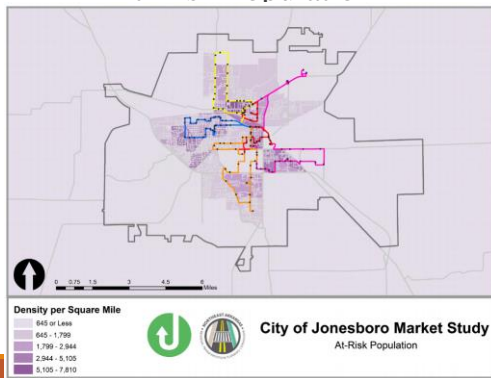 0 0.75 1.5 3 4.5 6
Miles
Density per Square Mile
645 or Less
645 - 1,799
1,799 - 2,944
2,944 - 5,105
5,105 - 7,810
City of Jonesboro Market Study
At-Risk Population